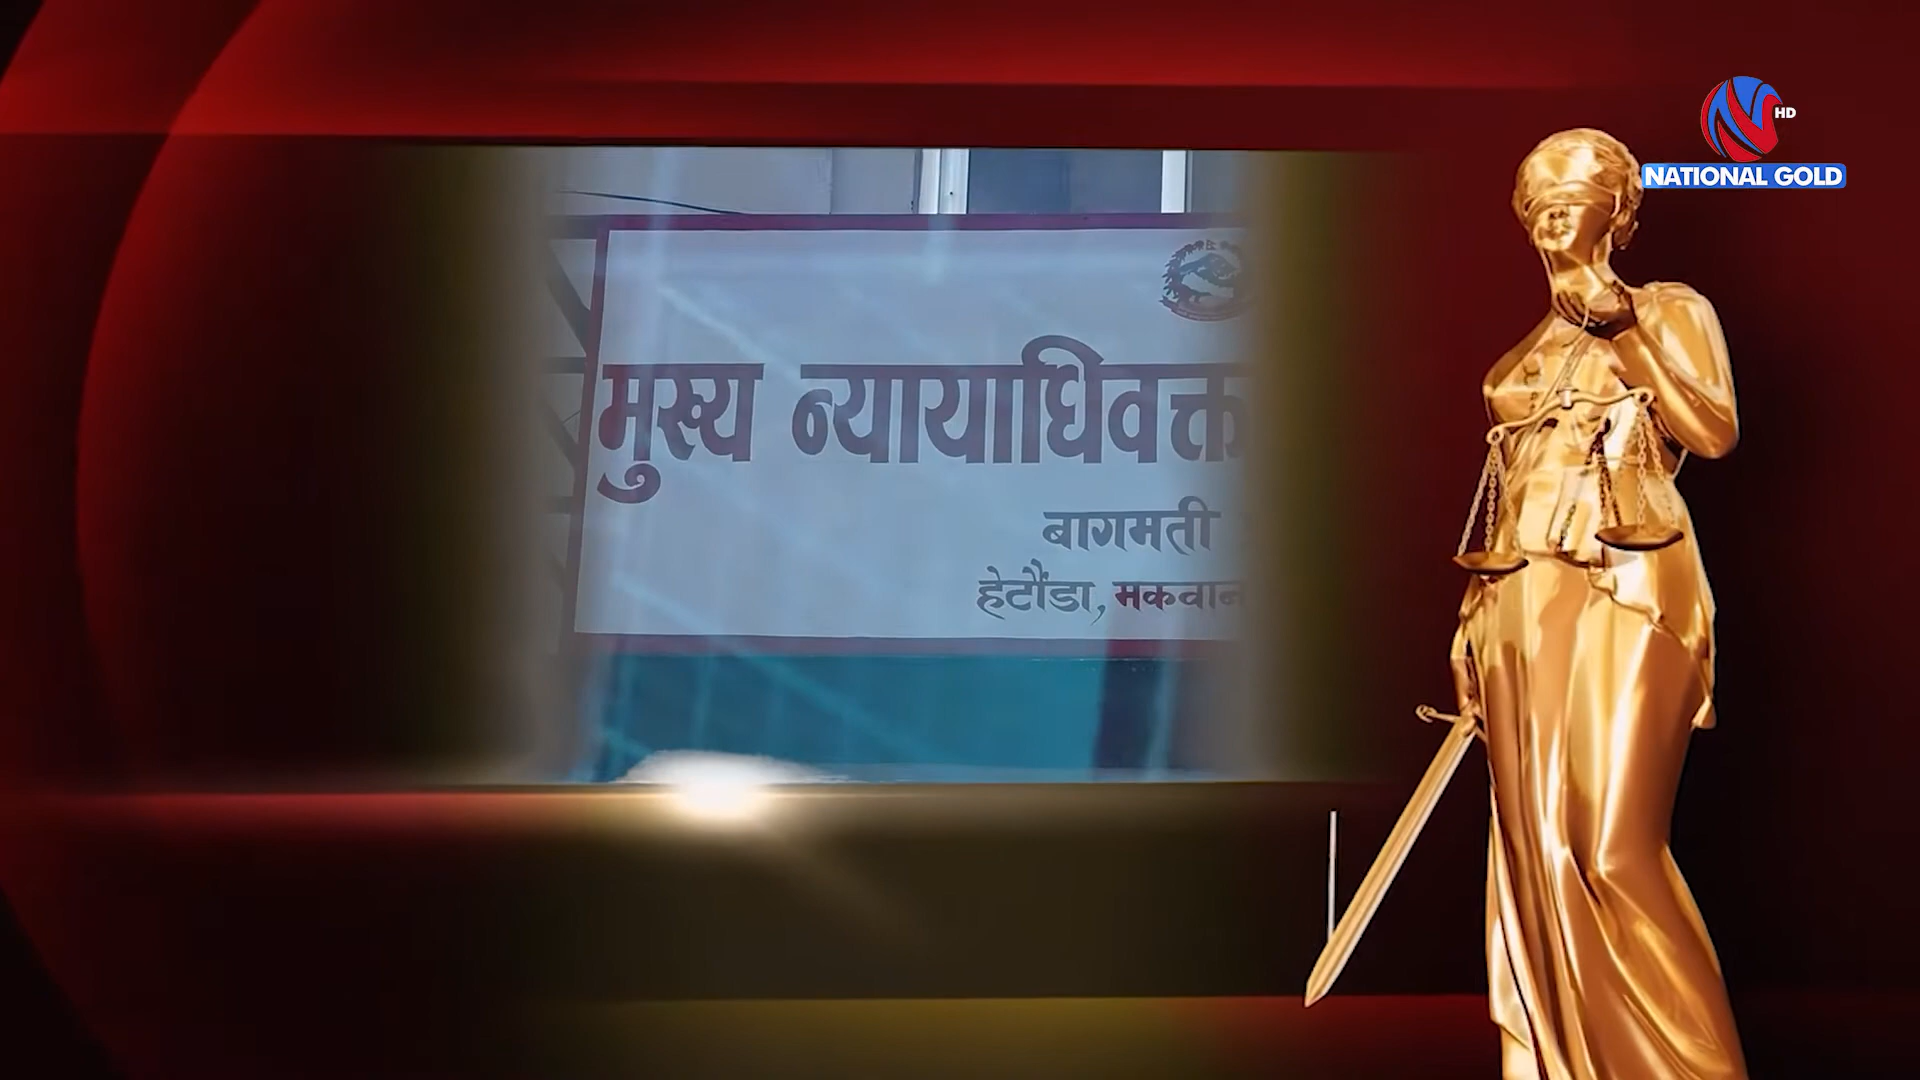 HD
NATIONAL GOLD
मुख्य न्यायाधिवक्ता
बागमती
हेटौंडा, मकवान